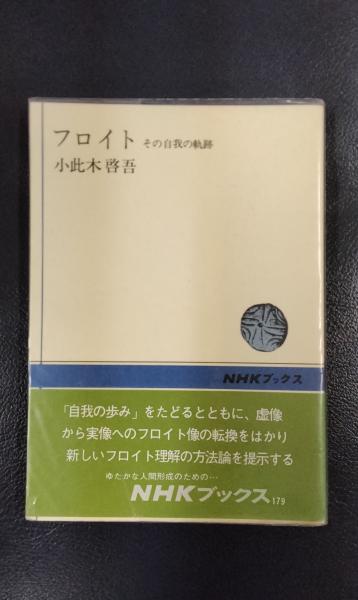 フロイト その自我の軌跡
小此木啓吾
NHKブックス
「自我の歩み」をたどるとともに、虚像
から実像へのフロイト像の転換をはかり
新しいフロイト理解の方法論を提示する
ゆたかな人間形成のための…
NHKブックス179